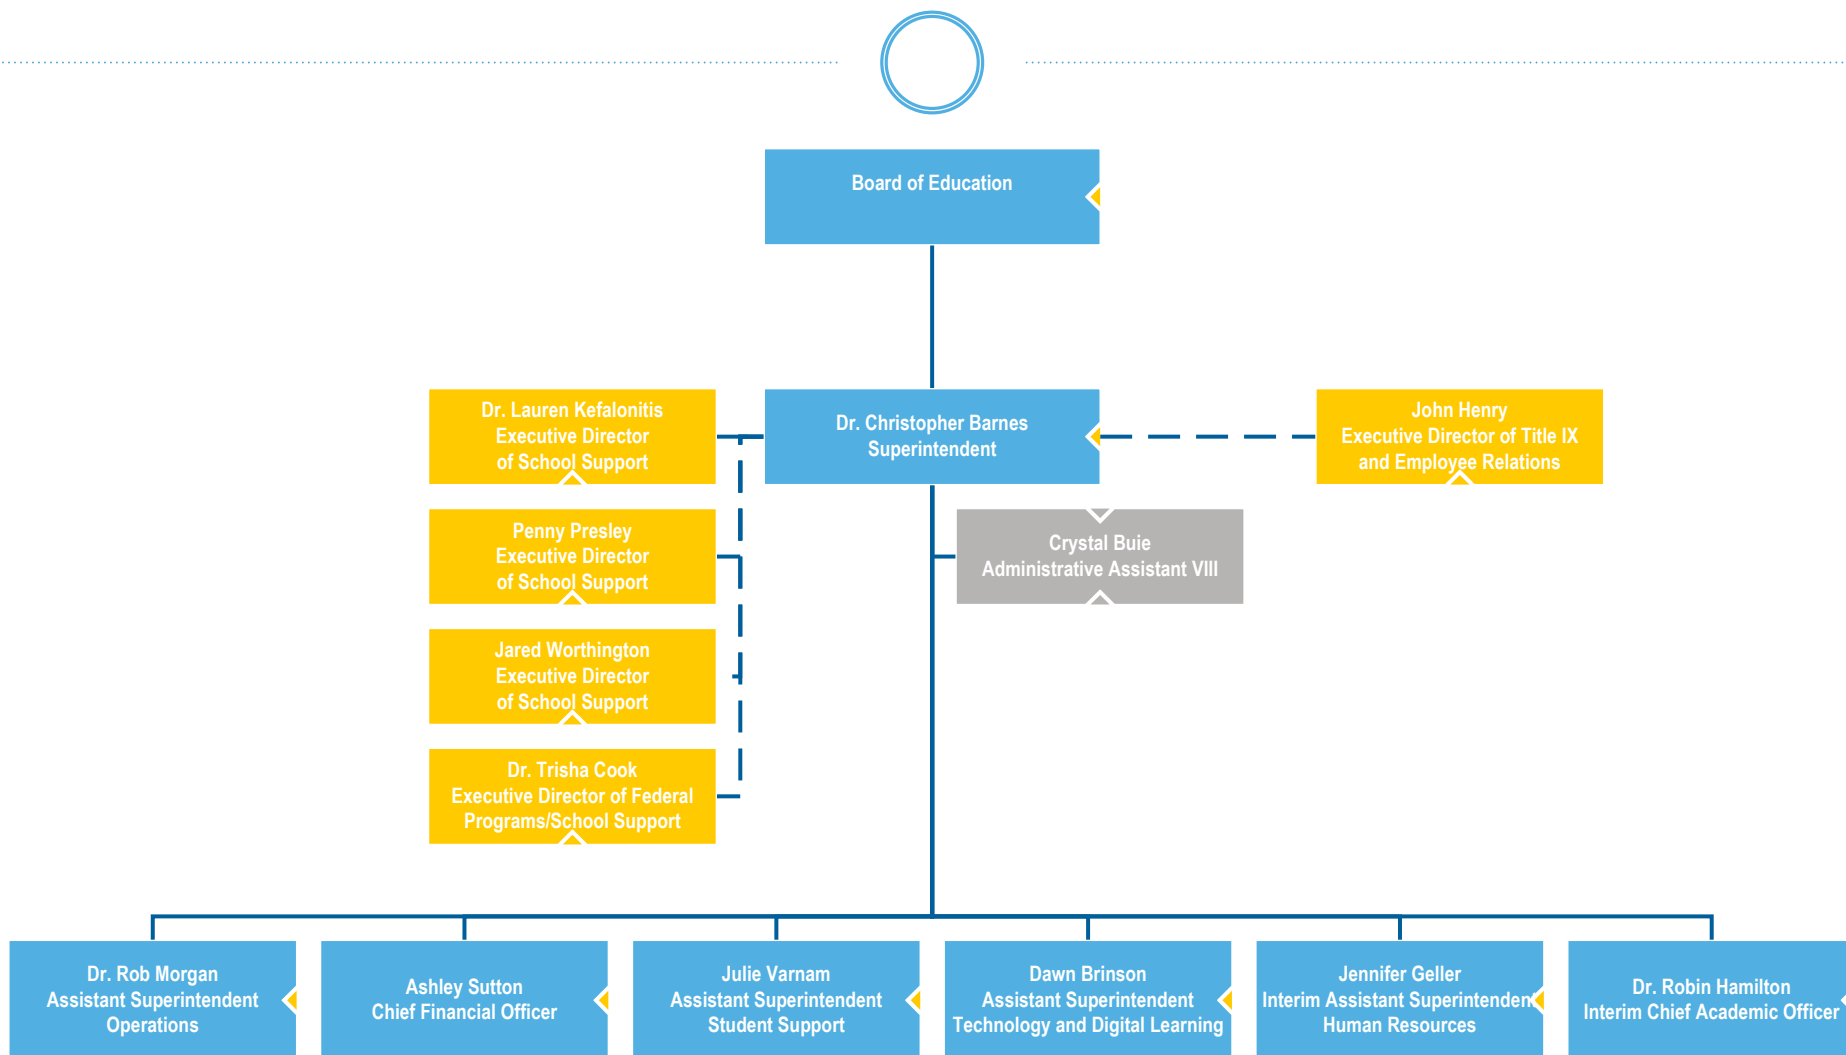 Board of Education
Dr. Lauren Kefalonitis
Executive Director
of School Support
Dr. Christopher Barnes
Superintendent
John Henry
Executive Director of Title IX
and Employee Relations
Penny Presley
Executive Director
of School Support
Crystal Buie
Administrative Assistant VIII
Jared Worthington
Executive Director
of School Support
Dr. Trisha Cook
Executive Director of Federal
Programs/School Support
Dr. Rob Morgan
Assistant Superintendent
Operations
Ashley Sutton
Chief Financial Officer
Julie Varnam
Assistant Superintendent
Student Support
Dawn Brinson
Assistant Superintendent
Technology and Digital Learning
Jennifer Geller
Interim Assistant Superintendent
Human Resources
Dr. Robin Hamilton
Interim Chief Academic Officer